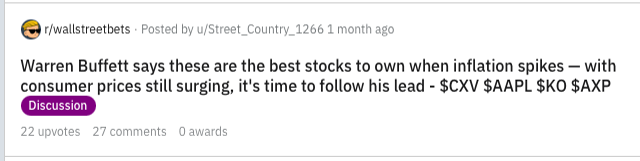 r/wallstreetbets · Posted by u/Street_Country_1266 1 month ago
Warren Buffett says these are the best stocks to own when inflation spikes — with
consumer prices still surging, it's time to follow his lead - $CXV $AAPL $KO $AXP
Discussion
22 upvotes 27 comments 0 awards